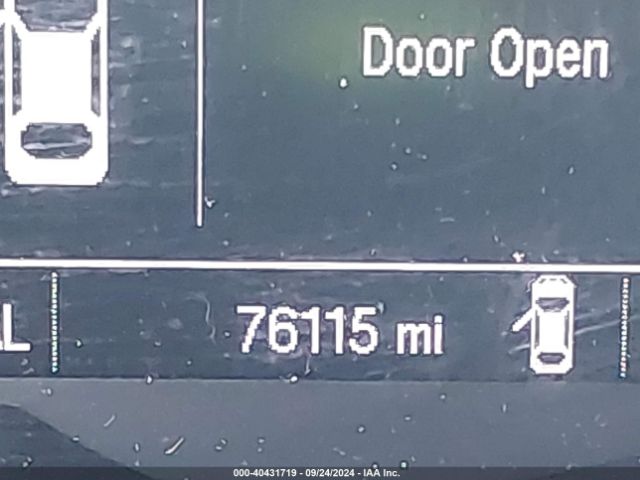 Door Open
76115 mi
000-40431719 - 09/24/2024 - IAA Inc.